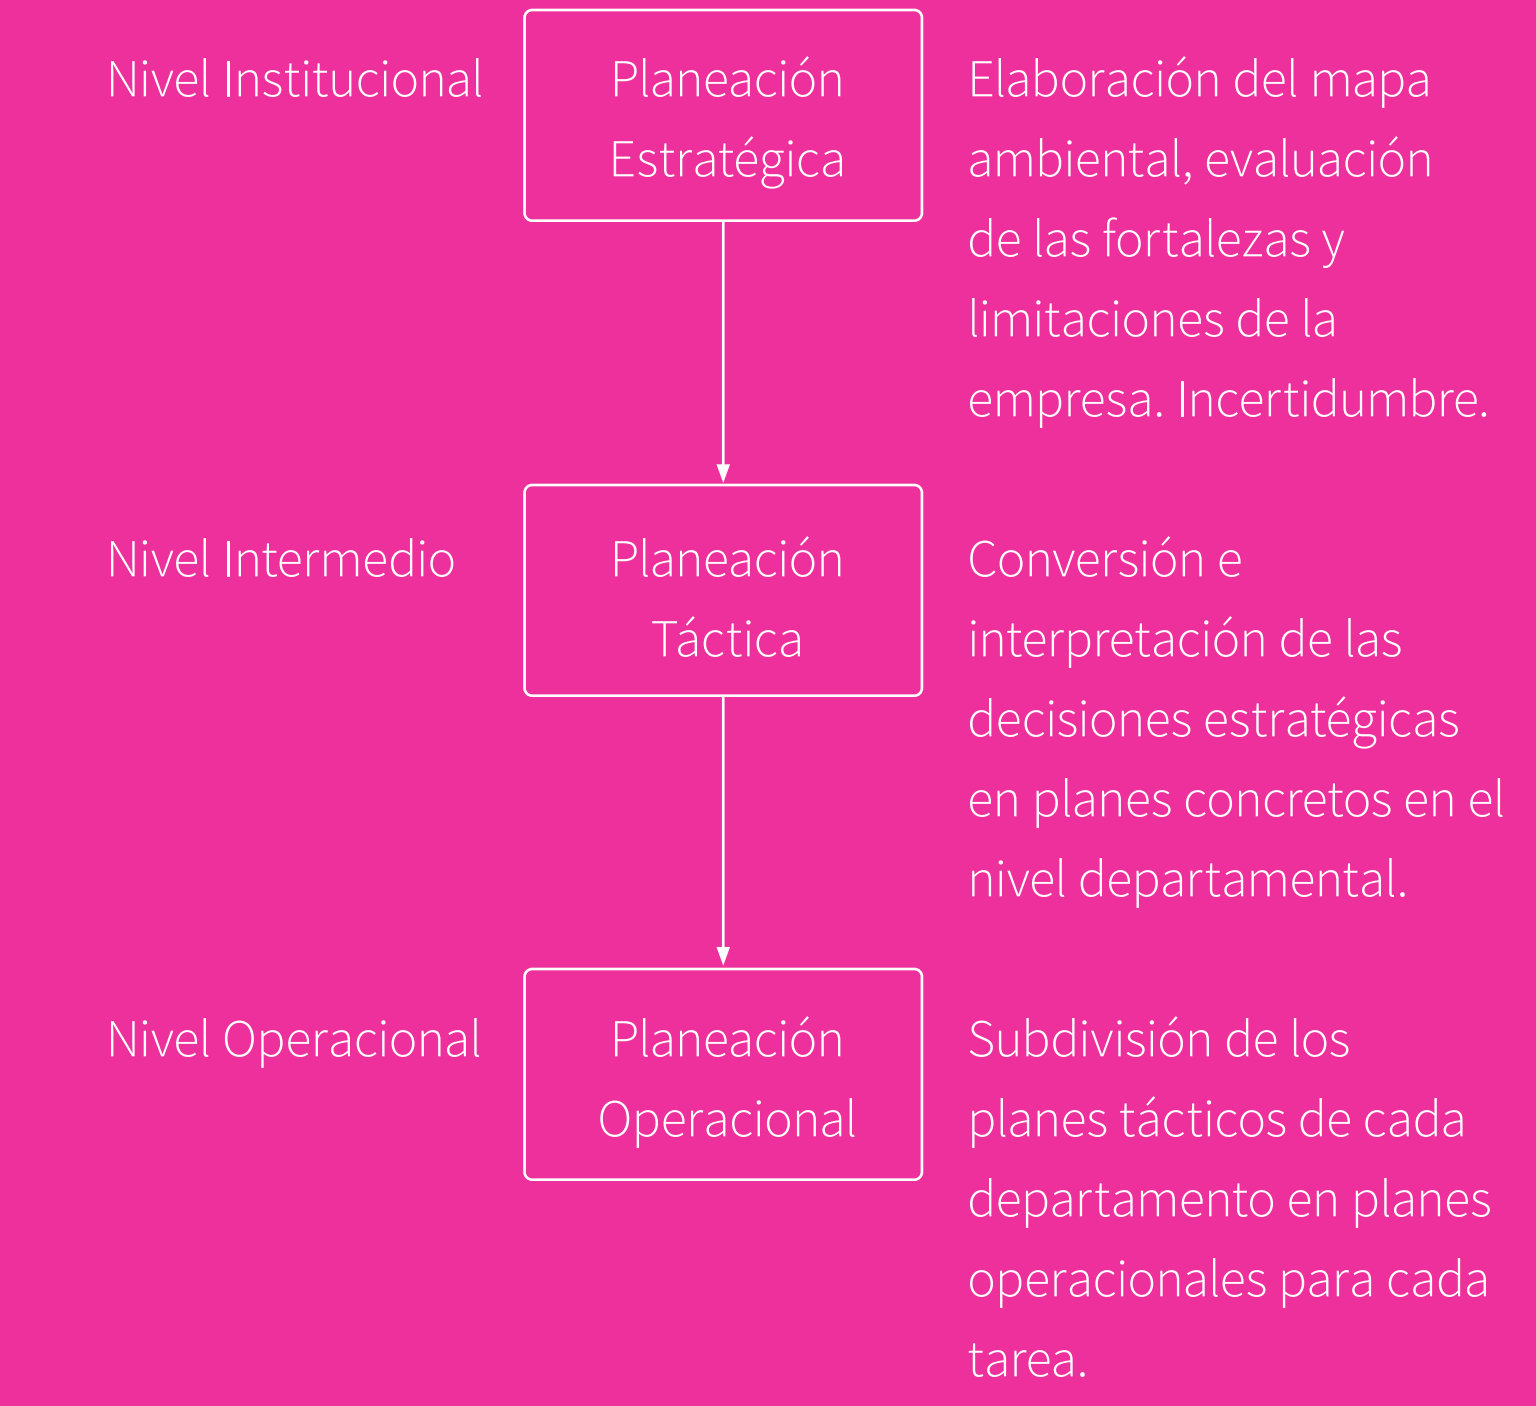 Nivel Institucional
Planeación
Estratégica
Elaboración del mapa
ambiental, evaluación
de las fortalezas y
limitaciones de la
empresa. Incertidumbre.
Nivel Intermedio
Planeación
Táctica
Conversión e
interpretación de las
decisiones estratégicas
en planes concretos en el
nivel departamental.
Nivel Operacional
Planeación
Operacional
Subdivisión de los
planes tácticos de cada
departamento en planes
operacionales para cada
tarea.